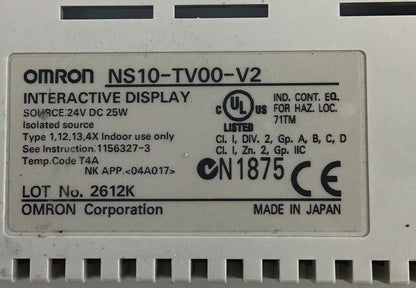 OMRON NS10-TV00-V2
INTERACTIVE DISPLAY
SOURCE:24V DC 25W
Isolated source
Type 1,12,13,4X Indoor use only
See Instruction:1156327-3
Temp.Code T4A
NK APP.<04A017>
LOT No. 2612K
OMRON Corporation
C UL US
LISTED
IND. CONT. EQ.
FOR HAZ. LOC.
71TM
Cl. I, DIV. 2, Gp. A, B, C, D
Cl. I, Zn. 2, Gp. IIC
N1875 CE
MADE IN JAPAN